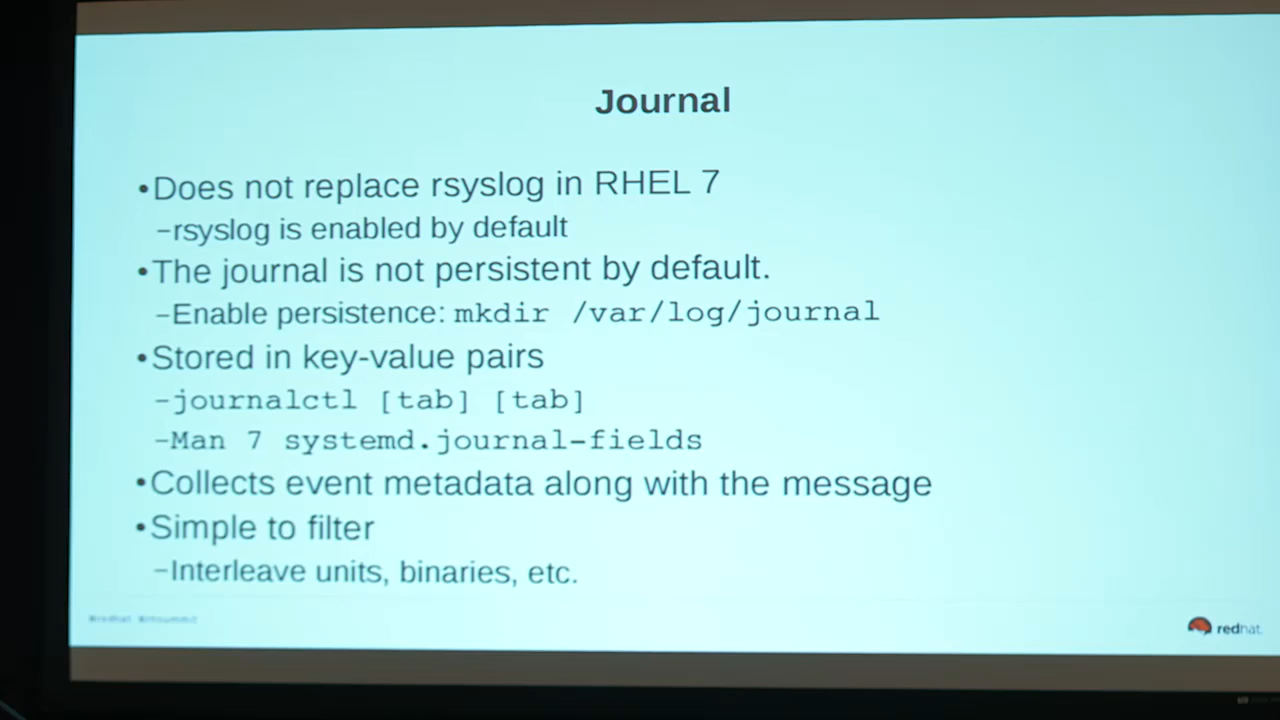 Journal
•Does not replace rsyslog in RHEL 7
–rsyslog is enabled by default
•The journal is not persistent by default.
–Enable persistence: mkdir /var/log/journal
•Stored in key-value pairs
–journalctl [tab] [tab]
–Man 7 systemd.journal-fields
•Collects event metadata along with the message
•Simple to filter
–Interleave units, binaries, etc.
#redhat #rhsummit
redhat.